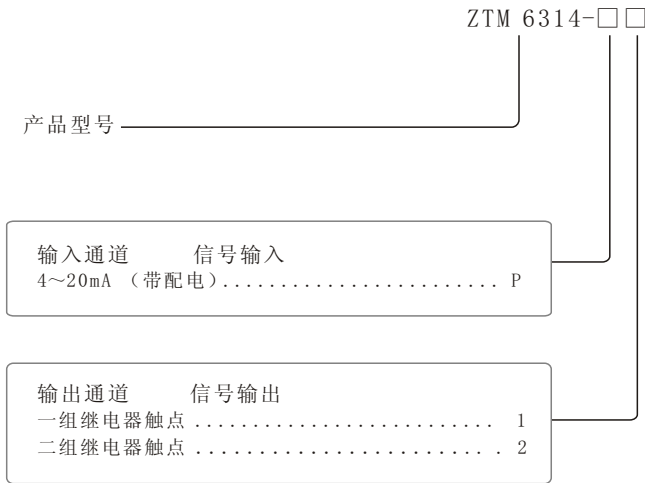 ZTM 6314-□□
产品型号
输入通道 信号输入
4～20mA （带配电）........................ P
输出通道 信号输出
一组继电器触点 .......................... 1
二组继电器触点 .......................... 2